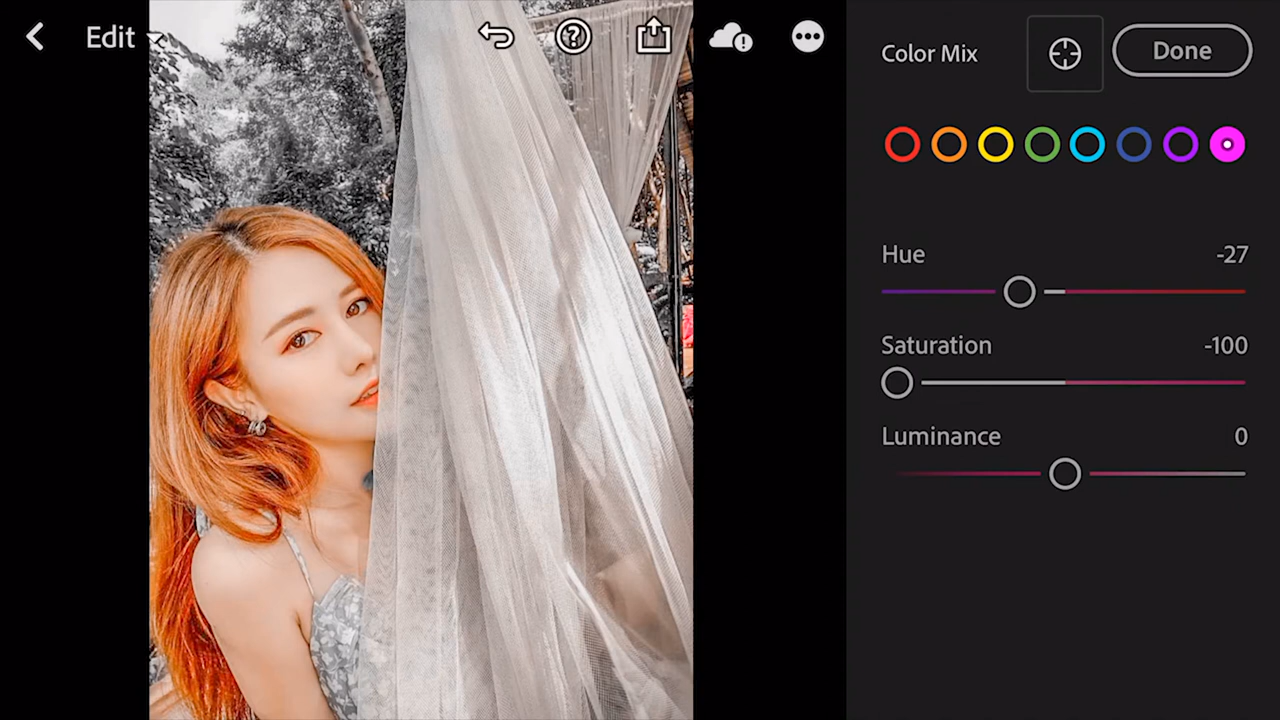 Edit
Color Mix
Done
Hue -27
Saturation -100
Luminance 0